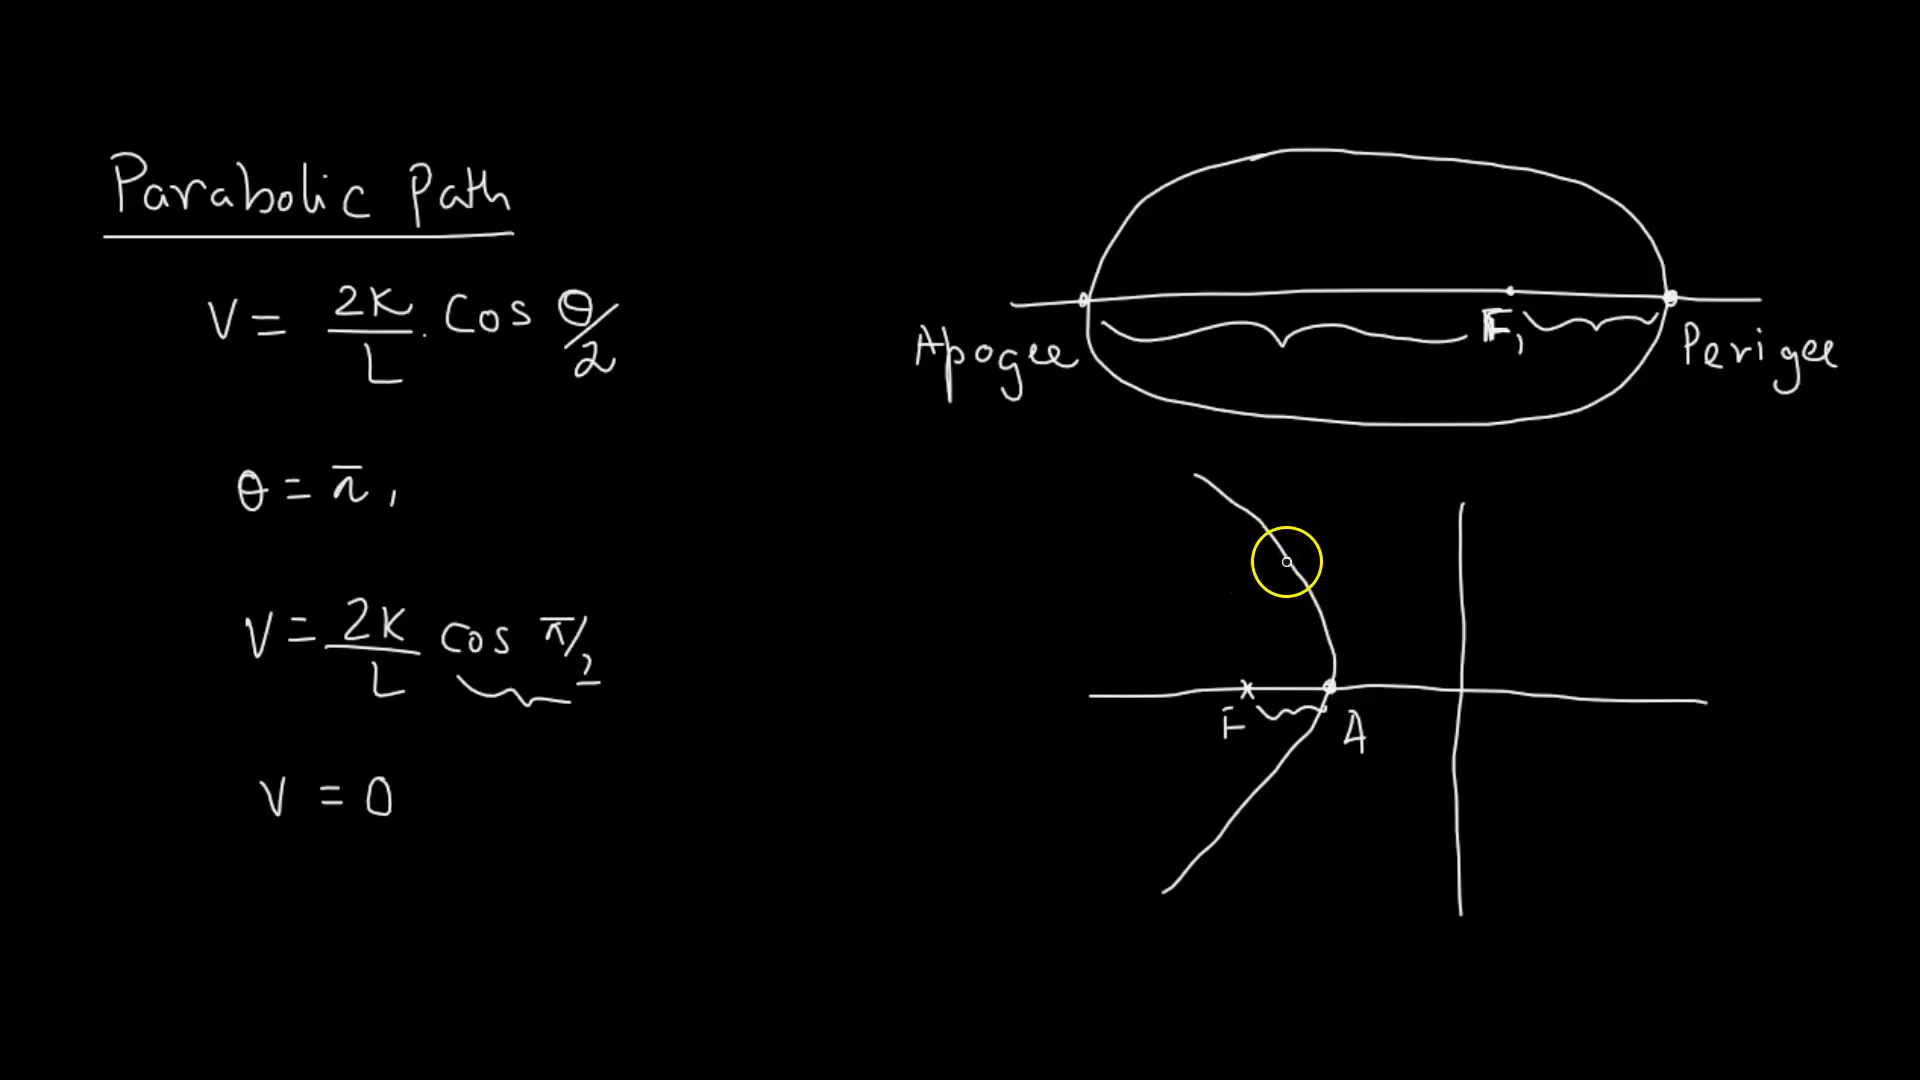 Parabolic Path
V = 2K/L . Cos θ/2
θ = π,
V = 2K/L cos π/2
V = 0
Apogee F₁ Perigee
F A